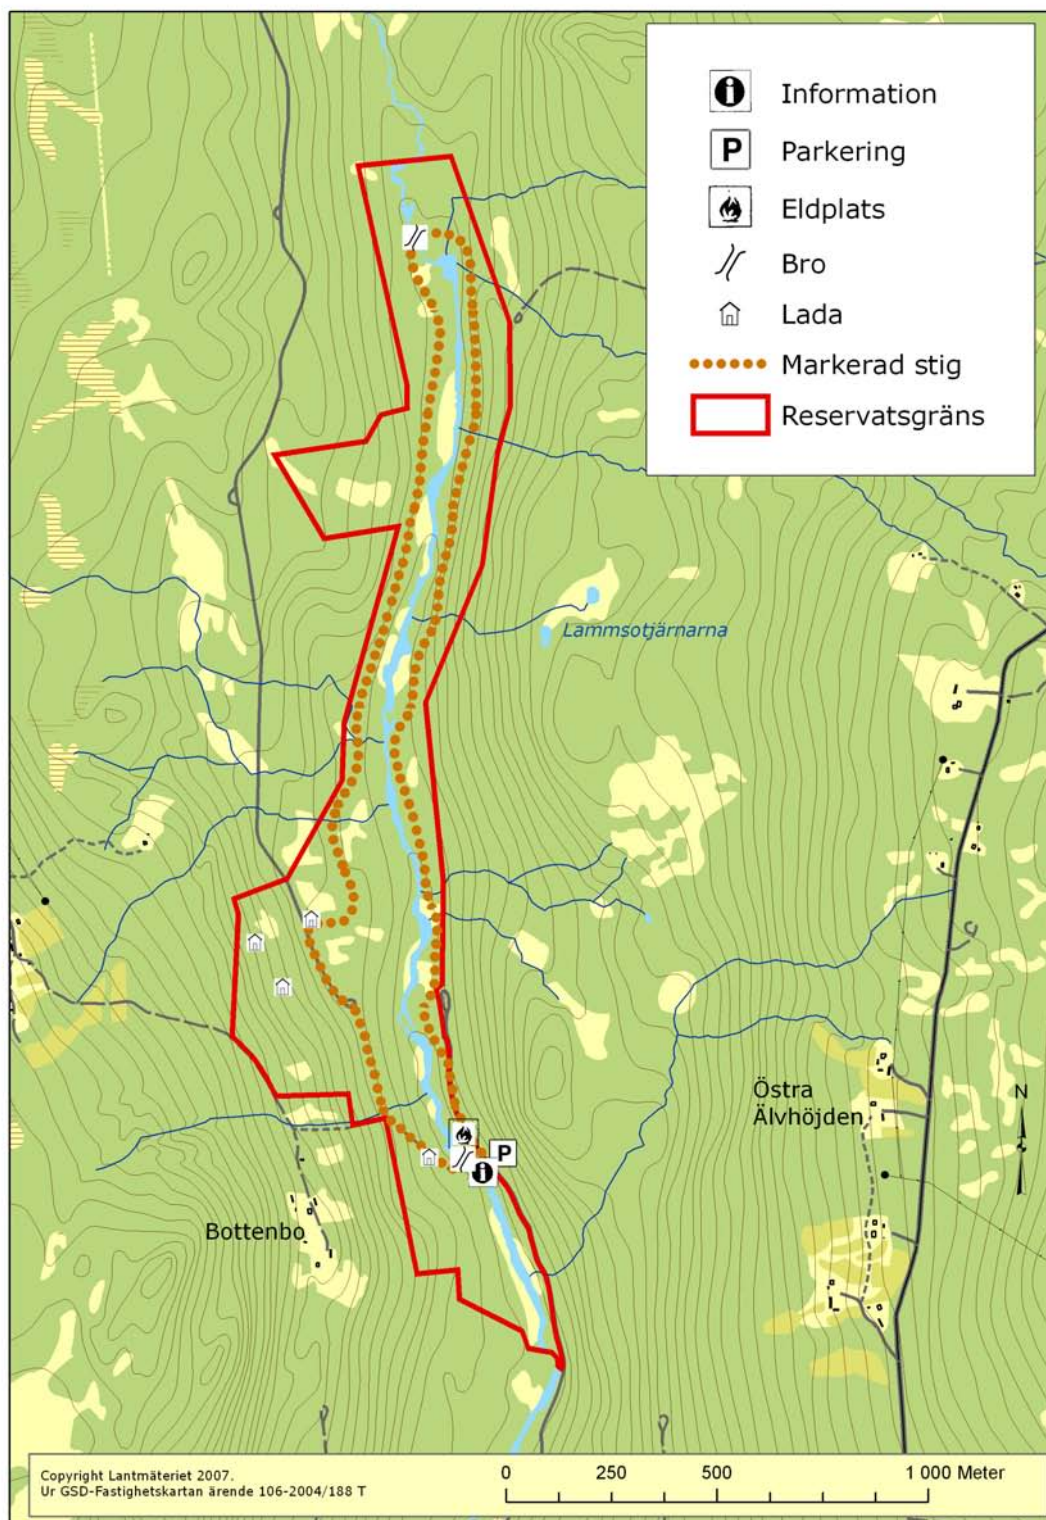 Information
P
Parkering
Eldplats
Bro
Lada
Markerad stig
Reservatsgräns
Lammsotjärnarna
Östra
Älvhöjden
N
P
Bottenbo
Copyright Lantmäteriet 2007.
Ur GSD-Fastighetskartan ärende 106-2004/188 T
0 250 500 1 000 Meter